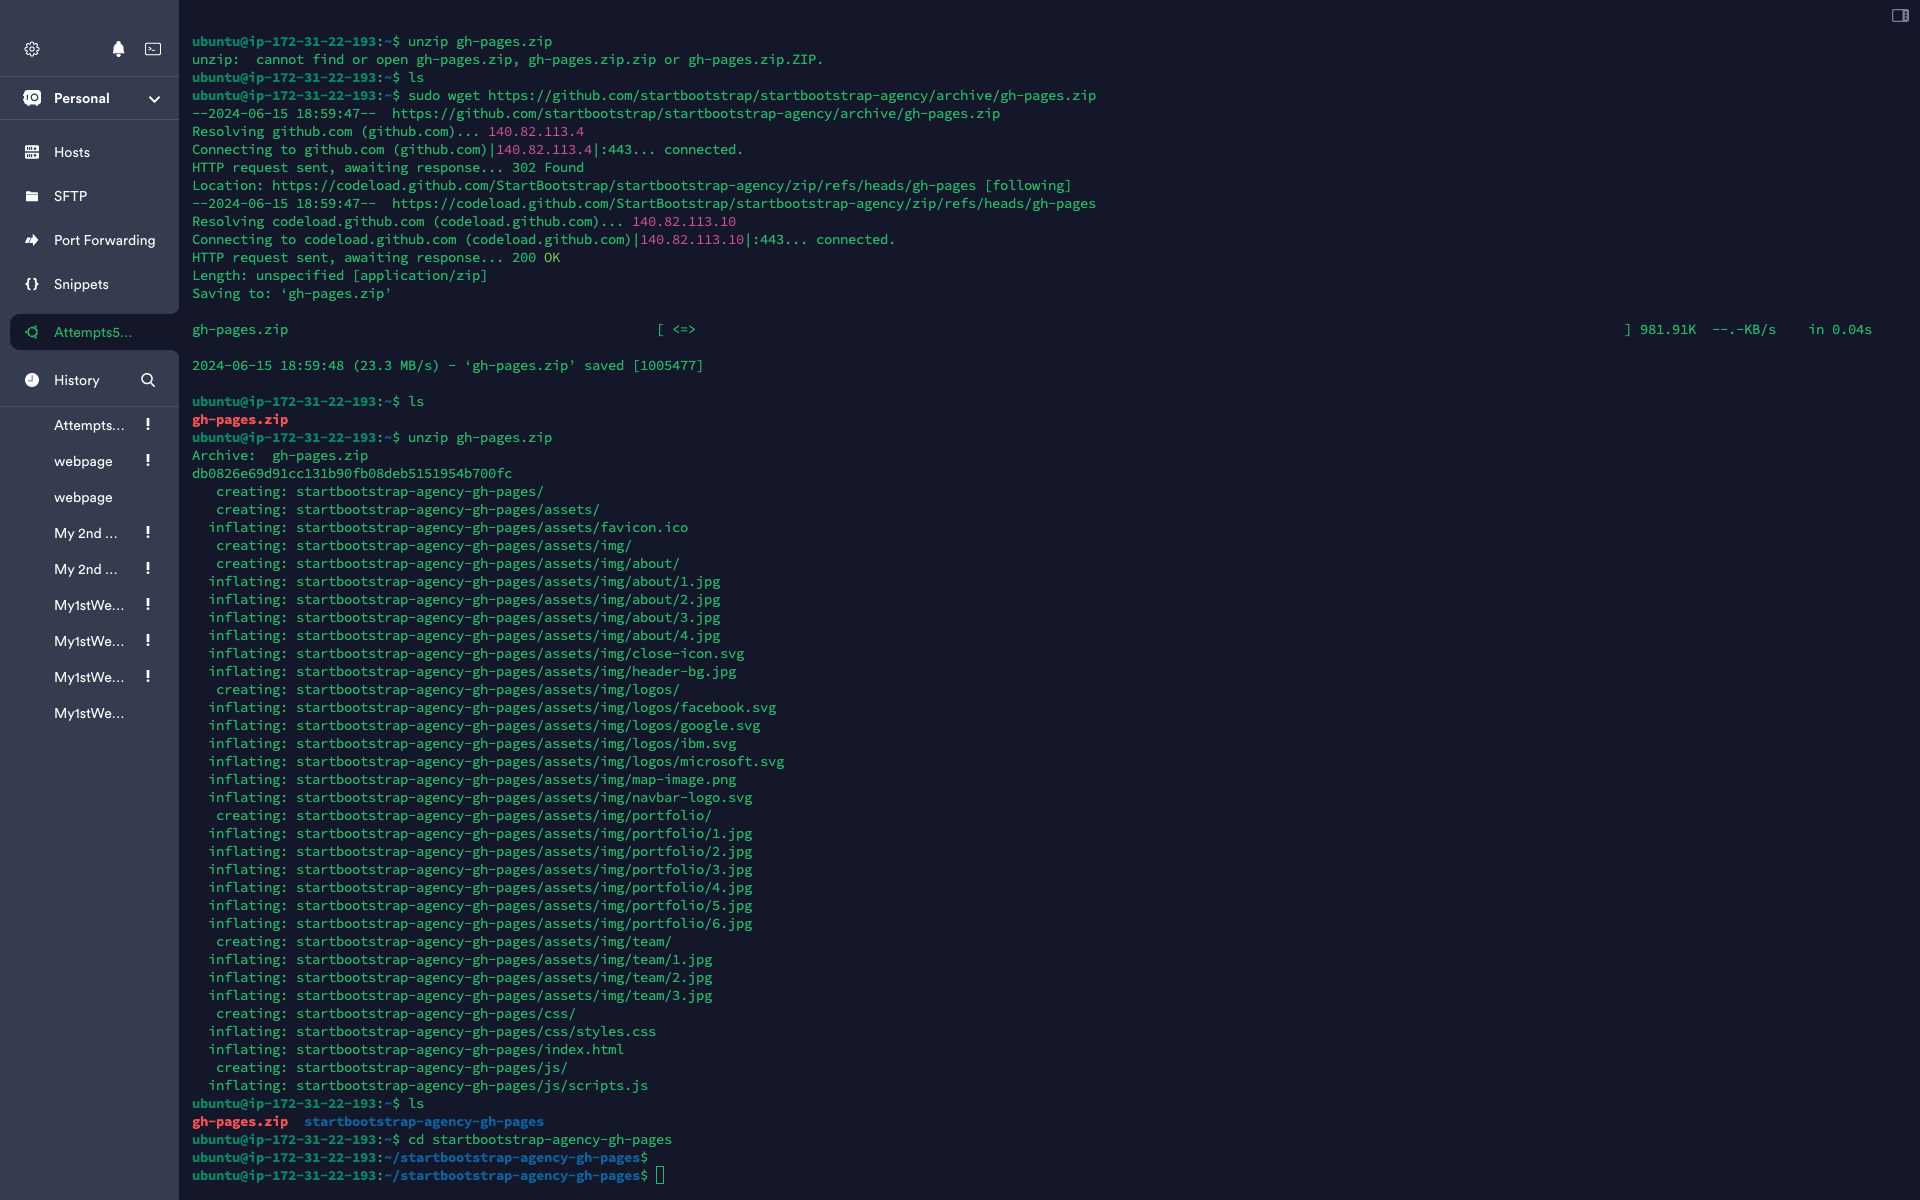 Personal
Hosts
SFTP
Port Forwarding
Snippets
Attempts5...
History
Attempts... !
webpage !
webpage
My 2nd ... !
My 2nd ... !
My1stWe... !
My1stWe... !
My1stWe... !
My1stWe...
ubuntu@ip-172-31-22-193:~$ unzip gh-pages.zip
unzip:  cannot find or open gh-pages.zip, gh-pages.zip.zip or gh-pages.zip.ZIP.
ubuntu@ip-172-31-22-193:~$ ls
ubuntu@ip-172-31-22-193:~$ sudo wget https://github.com/startbootstrap/startbootstrap-agency/archive/gh-pages.zip
--2024-06-15 18:59:47--  https://github.com/startbootstrap/startbootstrap-agency/archive/gh-pages.zip
Resolving github.com (github.com)... 140.82.113.4
Connecting to github.com (github.com)|140.82.113.4|:443... connected.
HTTP request sent, awaiting response... 302 Found
Location: https://codeload.github.com/StartBootstrap/startbootstrap-agency/zip/refs/heads/gh-pages [following]
--2024-06-15 18:59:47--  https://codeload.github.com/StartBootstrap/startbootstrap-agency/zip/refs/heads/gh-pages
Resolving codeload.github.com (codeload.github.com)... 140.82.113.10
Connecting to codeload.github.com (codeload.github.com)|140.82.113.10|:443... connected.
HTTP request sent, awaiting response... 200 OK
Length: unspecified [application/zip]
Saving to: ‘gh-pages.zip’
gh-pages.zip [ <=> ] 981.91K  --.-KB/s    in 0.04s
2024-06-15 18:59:48 (23.3 MB/s) - ‘gh-pages.zip’ saved [1005477]
ubuntu@ip-172-31-22-193:~$ ls
gh-pages.zip
ubuntu@ip-172-31-22-193:~$ unzip gh-pages.zip
Archive:  gh-pages.zip
db0826e69d91cc131b90fb08deb5151954b700fc
creating: startbootstrap-agency-gh-pages/
creating: startbootstrap-agency-gh-pages/assets/
inflating: startbootstrap-agency-gh-pages/assets/favicon.ico
creating: startbootstrap-agency-gh-pages/assets/img/
creating: startbootstrap-agency-gh-pages/assets/img/about/
inflating: startbootstrap-agency-gh-pages/assets/img/about/1.jpg
inflating: startbootstrap-agency-gh-pages/assets/img/about/2.jpg
inflating: startbootstrap-agency-gh-pages/assets/img/about/3.jpg
inflating: startbootstrap-agency-gh-pages/assets/img/about/4.jpg
inflating: startbootstrap-agency-gh-pages/assets/img/close-icon.svg
inflating: startbootstrap-agency-gh-pages/assets/img/header-bg.jpg
creating: startbootstrap-agency-gh-pages/assets/img/logos/
inflating: startbootstrap-agency-gh-pages/assets/img/logos/facebook.svg
inflating: startbootstrap-agency-gh-pages/assets/img/logos/google.svg
inflating: startbootstrap-agency-gh-pages/assets/img/logos/ibm.svg
inflating: startbootstrap-agency-gh-pages/assets/img/logos/microsoft.svg
inflating: startbootstrap-agency-gh-pages/assets/img/map-image.png
inflating: startbootstrap-agency-gh-pages/assets/img/navbar-logo.svg
creating: startbootstrap-agency-gh-pages/assets/img/portfolio/
inflating: startbootstrap-agency-gh-pages/assets/img/portfolio/1.jpg
inflating: startbootstrap-agency-gh-pages/assets/img/portfolio/2.jpg
inflating: startbootstrap-agency-gh-pages/assets/img/portfolio/3.jpg
inflating: startbootstrap-agency-gh-pages/assets/img/portfolio/4.jpg
inflating: startbootstrap-agency-gh-pages/assets/img/portfolio/5.jpg
inflating: startbootstrap-agency-gh-pages/assets/img/portfolio/6.jpg
creating: startbootstrap-agency-gh-pages/assets/img/team/
inflating: startbootstrap-agency-gh-pages/assets/img/team/1.jpg
inflating: startbootstrap-agency-gh-pages/assets/img/team/2.jpg
inflating: startbootstrap-agency-gh-pages/assets/img/team/3.jpg
creating: startbootstrap-agency-gh-pages/css/
inflating: startbootstrap-agency-gh-pages/css/styles.css
inflating: startbootstrap-agency-gh-pages/index.html
creating: startbootstrap-agency-gh-pages/js/
inflating: startbootstrap-agency-gh-pages/js/scripts.js
ubuntu@ip-172-31-22-193:~$ ls
gh-pages.zip  startbootstrap-agency-gh-pages
ubuntu@ip-172-31-22-193:~$ cd startbootstrap-agency-gh-pages
ubuntu@ip-172-31-22-193:~/startbootstrap-agency-gh-pages$
ubuntu@ip-172-31-22-193:~/startbootstrap-agency-gh-pages$